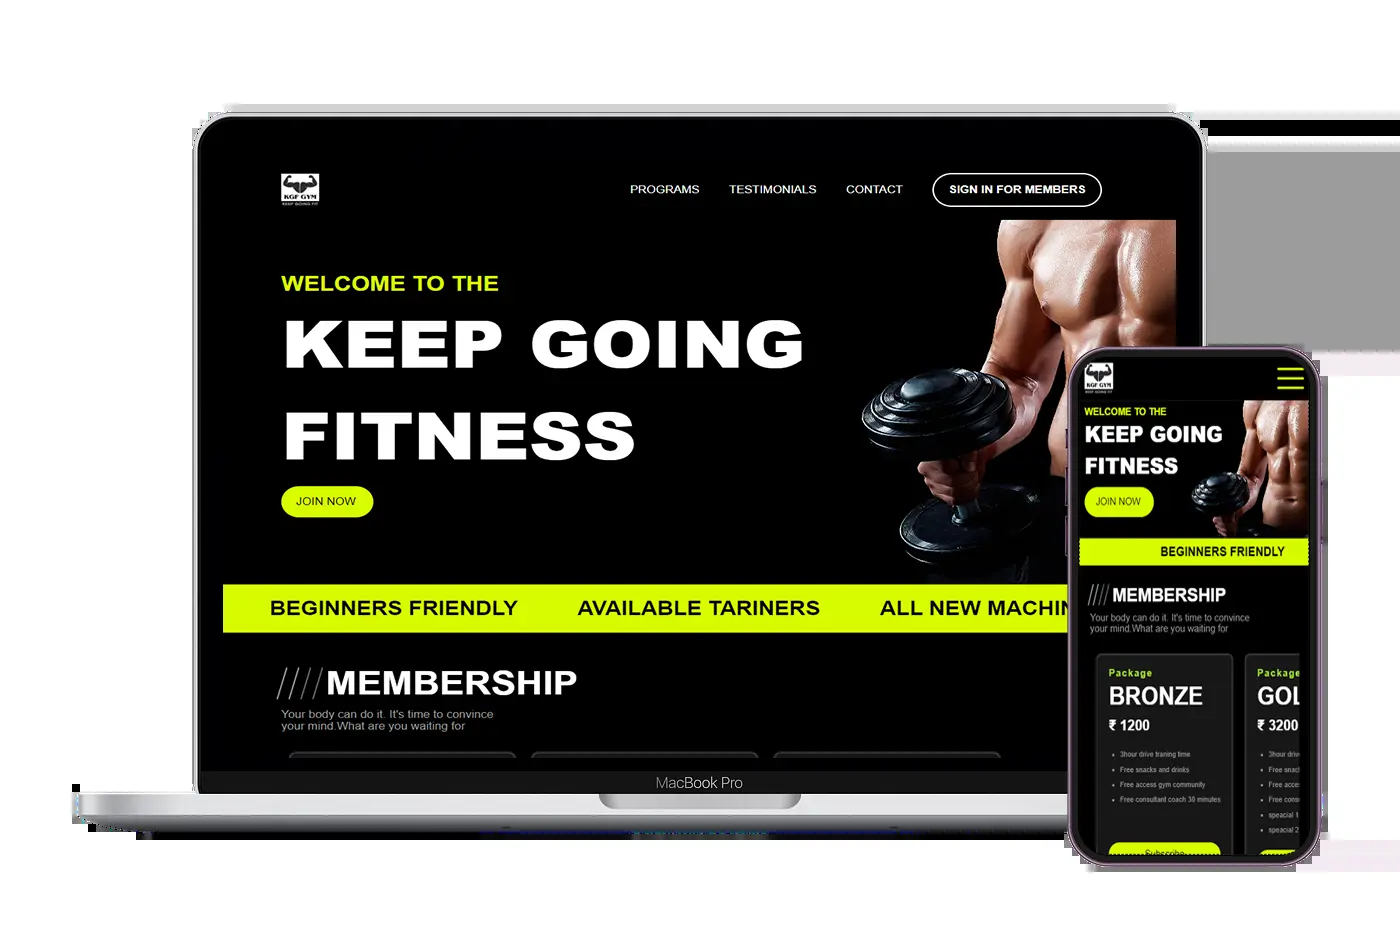 KGF GYM
KEEP GOING FIT
PROGRAMS
TESTIMONIALS
CONTACT
SIGN IN FOR MEMBERS
WELCOME TO THE
KEEP GOING
FITNESS
JOIN NOW
BEGINNERS FRIENDLY
AVAILABLE TARINERS
ALL NEW MACHIN
////MEMBERSHIP
Your body can do it. It's time to convince
your mind.What are you waiting for
MacBook Pro
KGF GYM
KEEP GOING FIT
WELCOME TO THE
KEEP GOING
FITNESS
JOIN NOW
BEGINNERS FRIENDLY
////MEMBERSHIP
Your body can do it. It's time to convince
your mind.What are you waiting for
Package
BRONZE
₹ 1200
3hour drive traning time
Free snacks and drinks
Free access gym community
Free consultant coach 30 minutes
Subscribe
Package
GOL
₹ 3200
3hour driv
Free snac
Free acce
Free cons
speacial 1
speacial 2